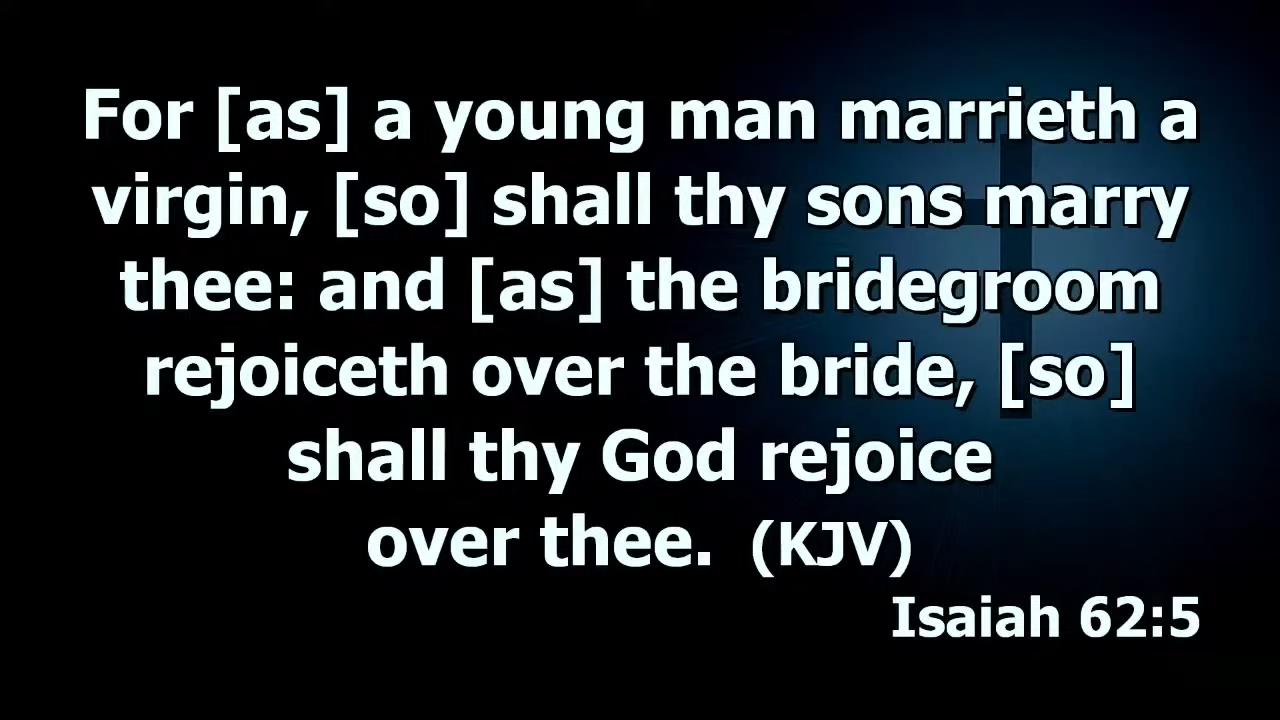 For [as] a young man marrieth a
virgin, [so] shall thy sons marry
thee: and [as] the bridegroom
rejoiceth over the bride, [so]
shall thy God rejoice
over thee. (KJV)
Isaiah 62:5